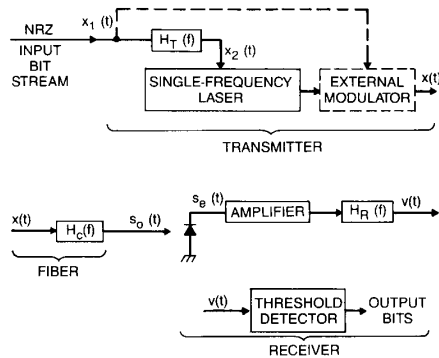 NRZ
x₁ (t)
INPUT
BIT
STREAM
H_T (f)
x₂ (t)
SINGLE-FREQUENCY
LASER
EXTERNAL
MODULATOR
x(t)
TRANSMITTER
x(t)
H_C(f)
s_o (t)
FIBER
s_e (t)
AMPLIFIER
H_R (f)
v(t)
v(t)
THRESHOLD
DETECTOR
OUTPUT
BITS
RECEIVER